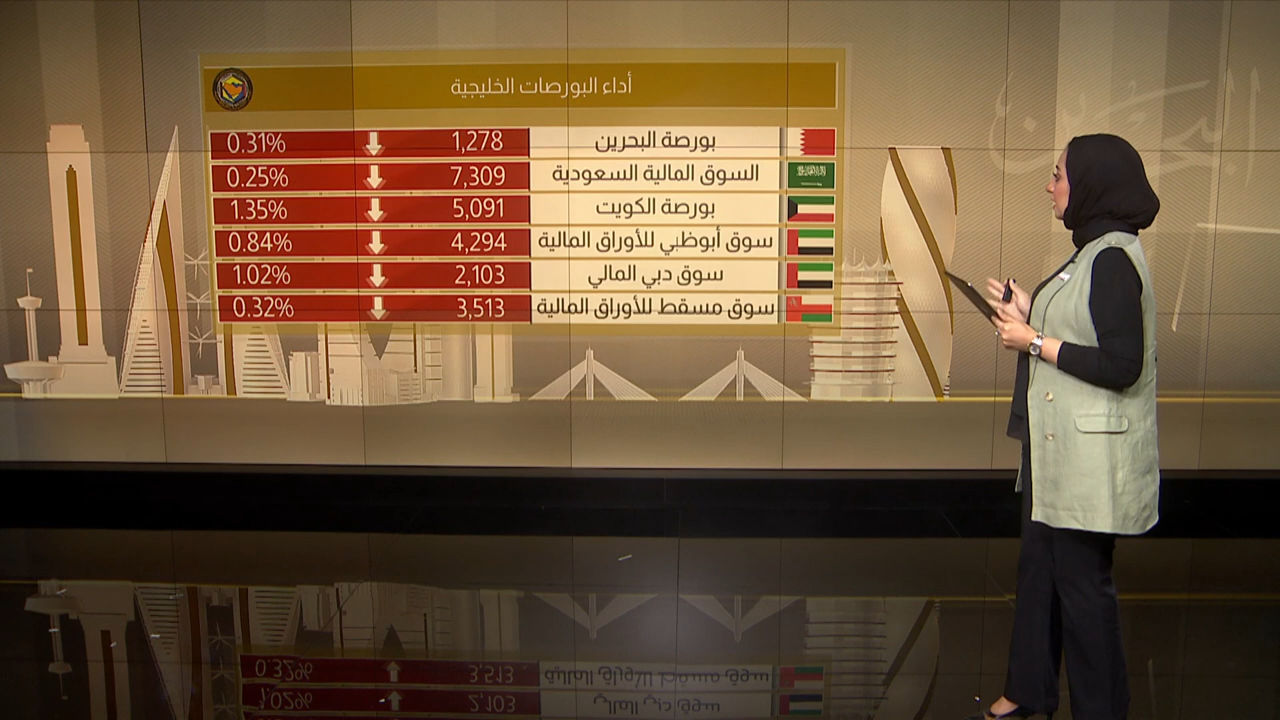 أداء البورصات الخليجية
بورصة البحرين 1,278 0.31%
السوق المالية السعودية 7,309 0.25%
بورصة الكويت 5,091 1.35%
سوق أبوظبي للأوراق المالية 4,294 0.84%
سوق دبي المالي 2,103 1.02%
سوق مسقط للأوراق المالية 3,513 0.32%
البحرين